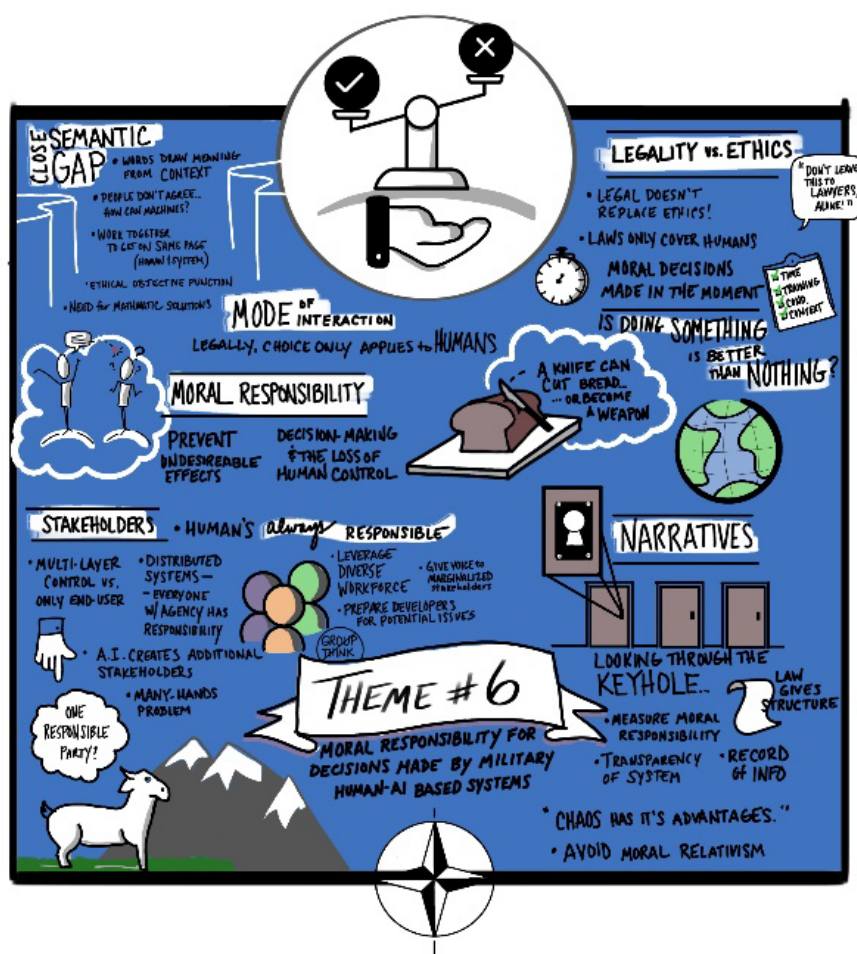 CLOSE
SEMANTIC
GAP
• WORDS DRAW MEANING
FROM CONTEXT
• PEOPLE DON'T AGREE...
HOW CAN MACHINES?
• WORK TOGETHER
TO GET ON SAME PAGE
(HUMAN & SYSTEM)
• ETHICAL OBJECTIVE FUNCTION
• NEED for MATHMATIC SOLUTIONS
LEGALITY vs. ETHICS
• LEGAL DOESN'T
REPLACE ETHICS!
• LAWS ONLY COVER HUMANS
MORAL DECISIONS
MADE IN THE MOMENT
"DON'T LEAVE
THIS TO
LAWYERS,
ALONE!"
TIME
TRAINING
COND.
CONTEXT
MODE OF
INTERACTION
LEGALLY, CHOICE ONLY APPLIES to HUMANS
IS DOING SOMETHING
IS BETTER
THAN NOTHING?
MORAL RESPONSIBILITY
PREVENT
UNDESIREABLE
EFFECTS
DECISION-MAKING
& THE LOSS OF
HUMAN CONTROL
A KNIFE CAN
CUT BREAD...
... OR BECOME
A WEAPON
STAKEHOLDERS
• HUMAN'S always RESPONSIBLE
• MULTI-LAYER
CONTROL VS.
ONLY END-USER
• DISTRIBUTED
SYSTEMS—
—EVERYONE
W/AGENCY HAS
RESPONSIBILITY
• LEVERAGE
DIVERSE
WORKFORCE
• GIVE VOICE to
MARGINALIZED
STAKEHOLDERS
• PREPARE DEVELOPERS
FOR POTENTIAL ISSUES
GROUP
THINK
• A.I. CREATES ADDITIONAL
STAKEHOLDERS
• MANY-HANDS
PROBLEM
ONE
RESPONSIBLE
PARTY?
THEME #6
MORAL RESPONSIBILITY FOR
DECISIONS MADE BY MILITARY
HUMAN-AI BASED SYSTEMS
NARRATIVES
LOOKING THROUGH THE
KEYHOLE...
• MEASURE MORAL
RESPONSIBILITY
LAW
GIVES
STRUCTURE
• TRANSPARENCY
OF SYSTEM
• RECORD
OF INFO
"CHAOS HAS IT'S ADVANTAGES."
• AVOID MORAL RELATIVISM